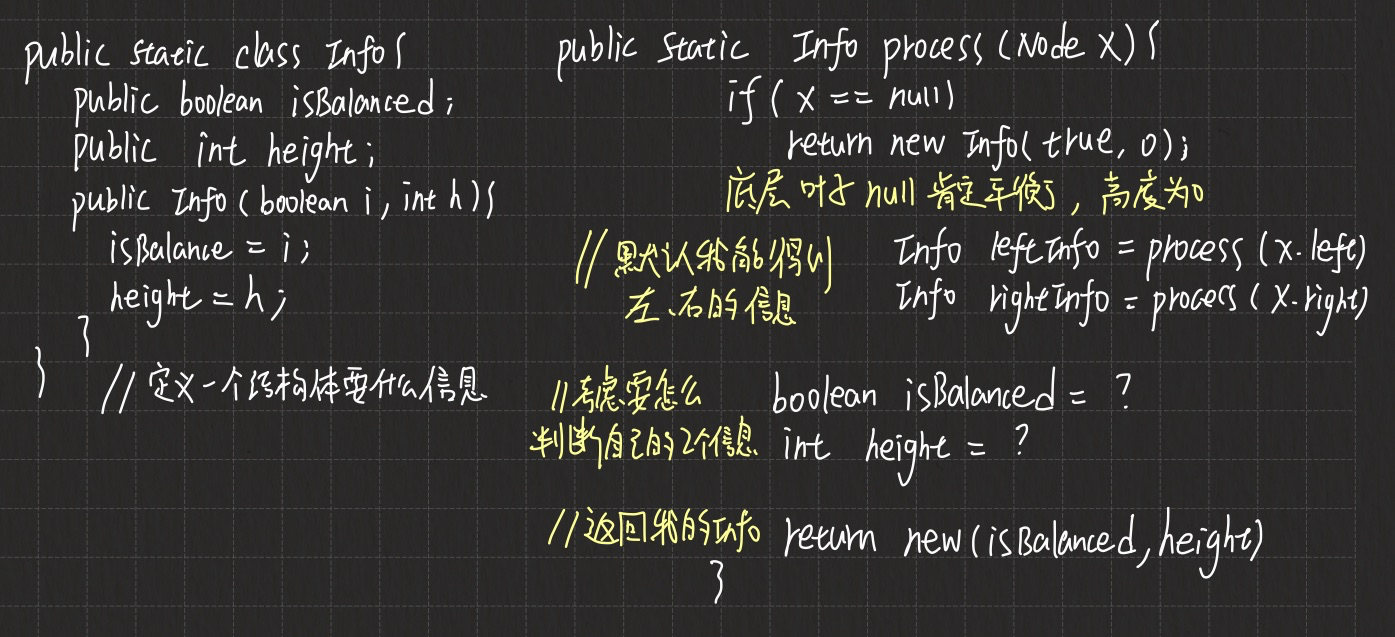 public static class Info{
public boolean isBalanced;
public int height;
public Info(boolean i, int h){
isBalance = i;
height = h;
}
}
// 定义一个结构体要什么信息
public static Info process(Node X){
if( x == null)
return new Info(true, 0);
底层叶子null肯定平衡了，高度为0
// 默认我能得到
左、右的信息
Info leftInfo = process(x.left)
Info rightInfo = process(X.right)
//考虑要怎么
判断自己的2个信息
boolean isBalanced = ?
int height = ?
//返回我的Info
return new(isBalanced, height)
}